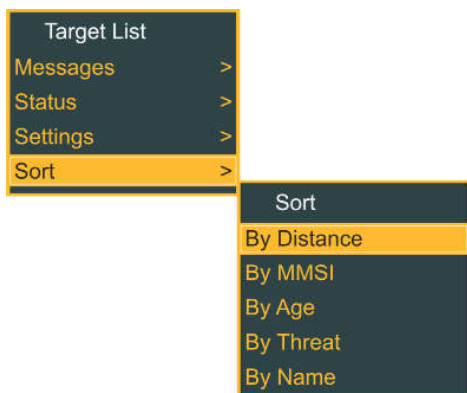 Target List
Messages >
Status >
Settings >
Sort >
Sort
By Distance
By MMSI
By Age
By Threat
By Name